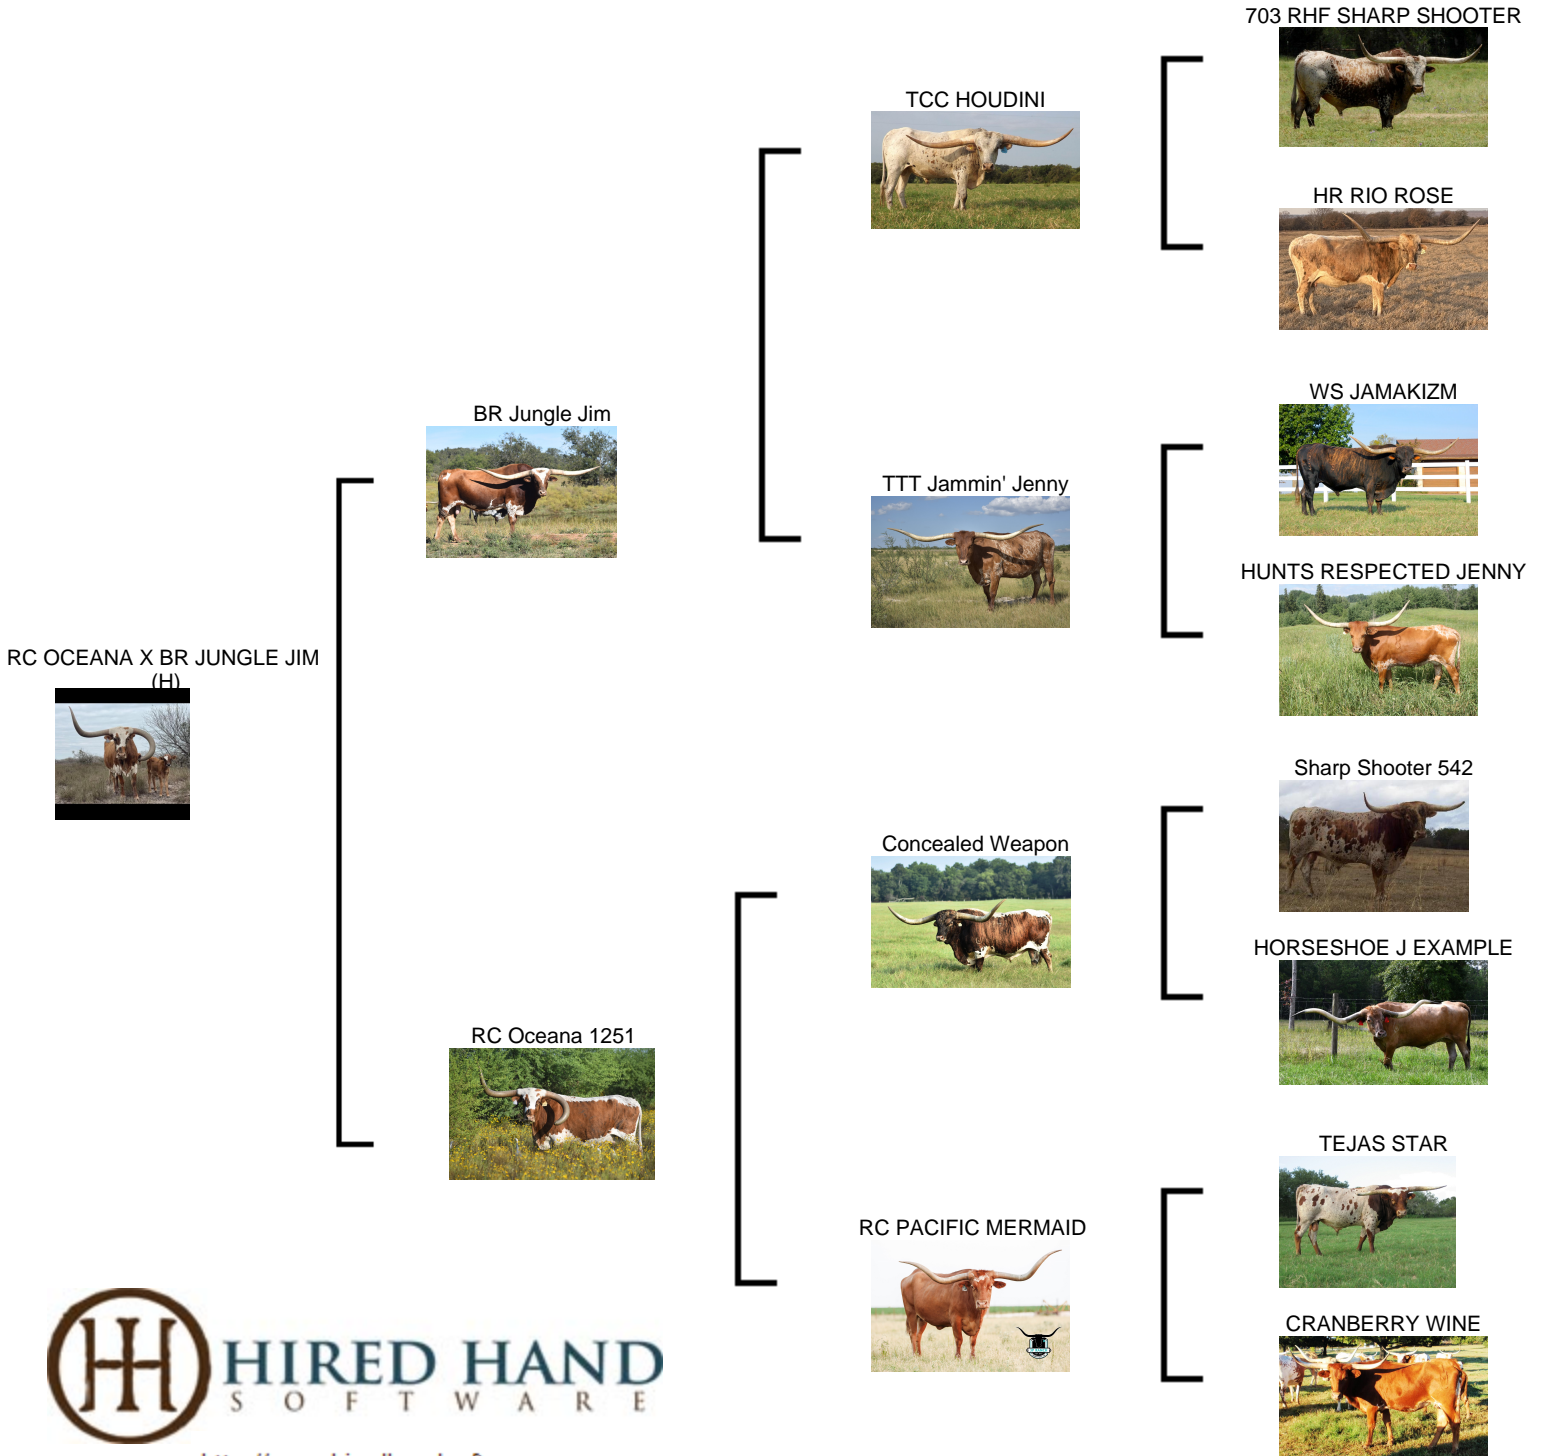 703 RHF SHARP SHOOTER
TCC HOUDINI
HR RIO ROSE
WS JAMAKIZM
BR Jungle Jim
TTT Jammin' Jenny
HUNTS RESPECTED JENNY
RC OCEANA X BR JUNGLE JIM
(H)
Sharp Shooter 542
Concealed Weapon
HORSESHOE J EXAMPLE
RC Oceana 1251
TEJAS STAR
RC PACIFIC MERMAID
CRANBERRY WINE
HIRED HAND
SOFTWARE